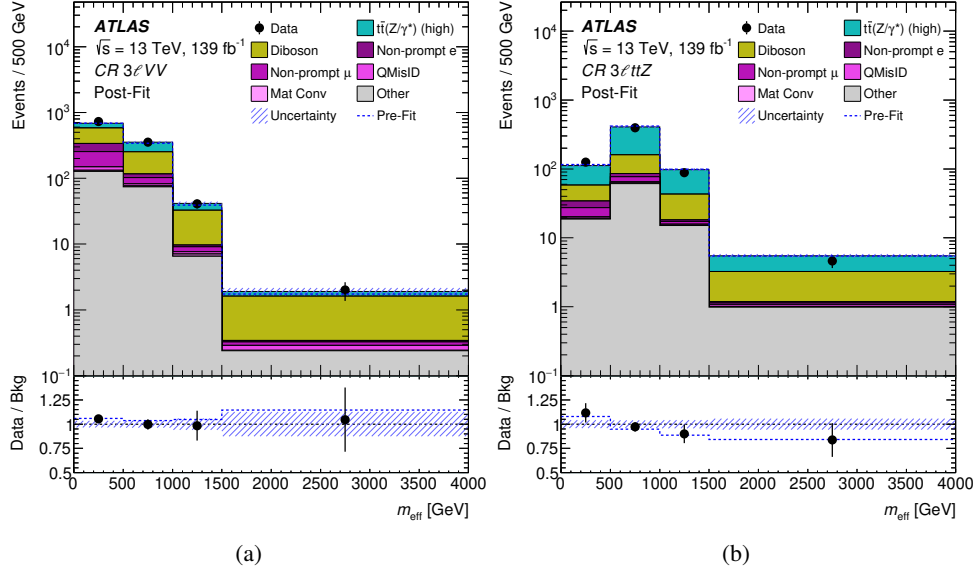 ATLAS
√s = 13 TeV, 139 fb⁻¹
CR 3ℓVV
Post-Fit
Data
tt̄(Z/γ*) (high)
Diboson
Non-prompt e
Non-prompt μ
QMisID
Mat Conv
Other
Uncertainty
Pre-Fit
Events / 500 GeV
10⁴
10³
10²
10
1
10⁻¹
Data / Bkg
1.25
1
0.75
0.5
0 500 1000 1500 2000 2500 3000 3500 4000
m_eff [GeV]
(a)
ATLAS
√s = 13 TeV, 139 fb⁻¹
CR 3ℓttZ
Post-Fit
Data
tt̄(Z/γ*) (high)
Diboson
Non-prompt e
Non-prompt μ
QMisID
Mat Conv
Other
Uncertainty
Pre-Fit
Events / 500 GeV
10⁴
10³
10²
10
1
10⁻¹
Data / Bkg
1.25
1
0.75
0.5
0 500 1000 1500 2000 2500 3000 3500 4000
m_eff [GeV]
(b)